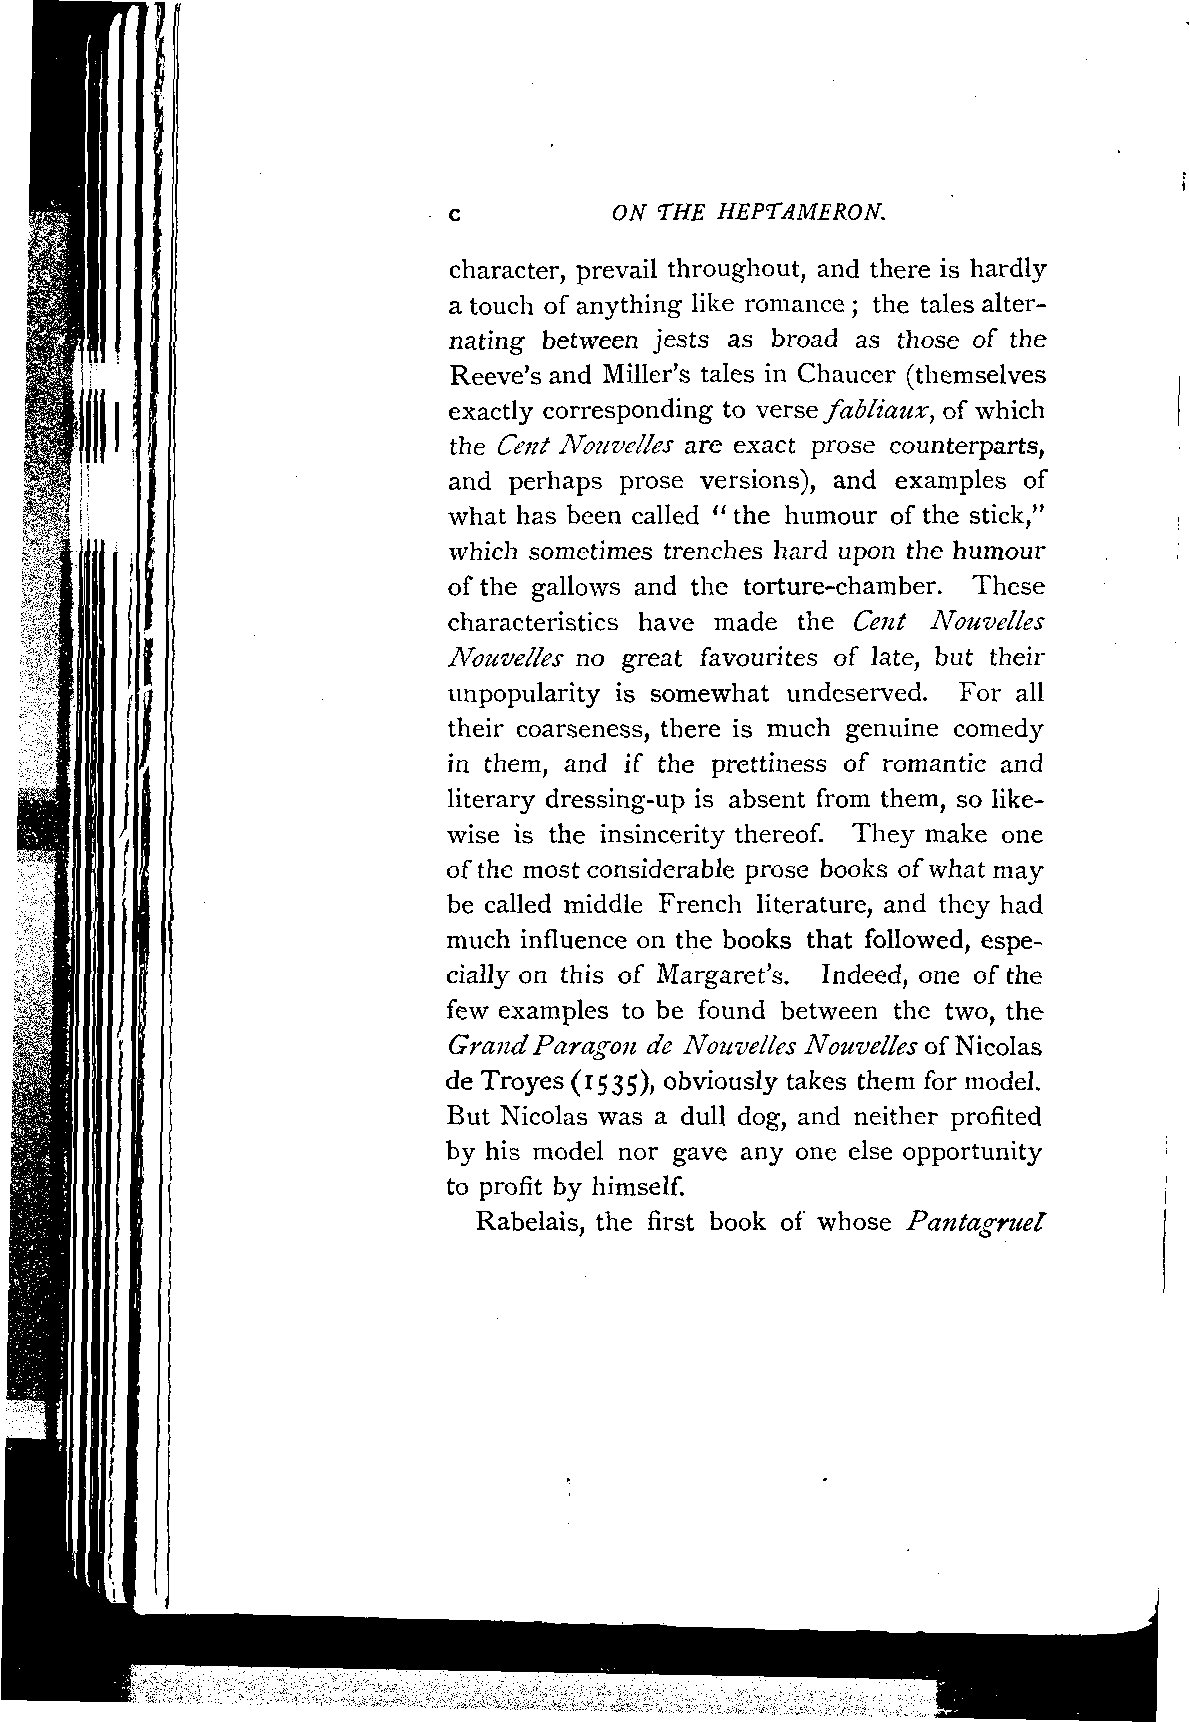 c ON THE HEPTAMERON.
character, prevail throughout, and there is hardly
a touch of anything like romance ; the tales alter-
nating between jests as broad as those of the
Reeve's and Miller's tales in Chaucer (themselves
exactly corresponding to verse fabliaux, of which
the Cent Nouvelles are exact prose counterparts,
and perhaps prose versions), and examples of
what has been called "the humour of the stick,"
which sometimes trenches hard upon the humour
of the gallows and the torture-chamber. These
characteristics have made the Cent Nouvelles
Nouvelles no great favourites of late, but their
unpopularity is somewhat undeserved. For all
their coarseness, there is much genuine comedy
in them, and if the prettiness of romantic and
literary dressing-up is absent from them, so like-
wise is the insincerity thereof. They make one
of the most considerable prose books of what may
be called middle French literature, and they had
much influence on the books that followed, espe-
cially on this of Margaret's. Indeed, one of the
few examples to be found between the two, the
Grand Paragon de Nouvelles Nouvelles of Nicolas
de Troyes (1535), obviously takes them for model.
But Nicolas was a dull dog, and neither profited
by his model nor gave any one else opportunity
to profit by himself.
Rabelais, the first book of whose Pantagruel